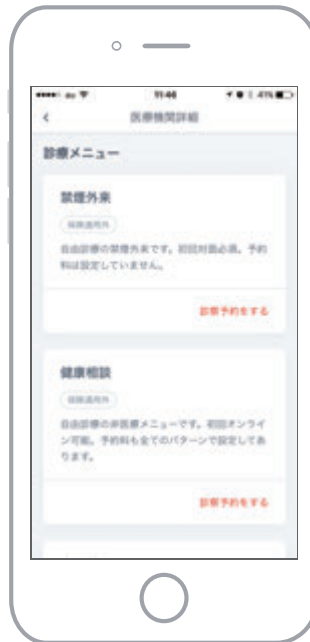 au 11:46 41%
医療機関詳細
診療メニュー
禁煙外来
保険適用外
自由診療の禁煙外来です。初回対面必須。予約
料は設定していません。
診察予約をする
健康相談
保険適用外
自由診療の非医療メニューです。初回オンライ
ン可能。予約料も全てのパターンで設定してあ
ります。
診察予約をする